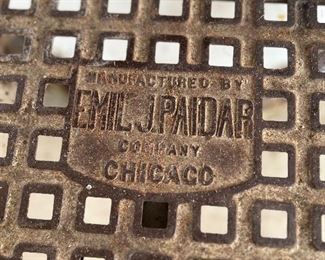 MANUFACTURED BY
EMIL J. PAIDAR
COMPANY
CHICAGO